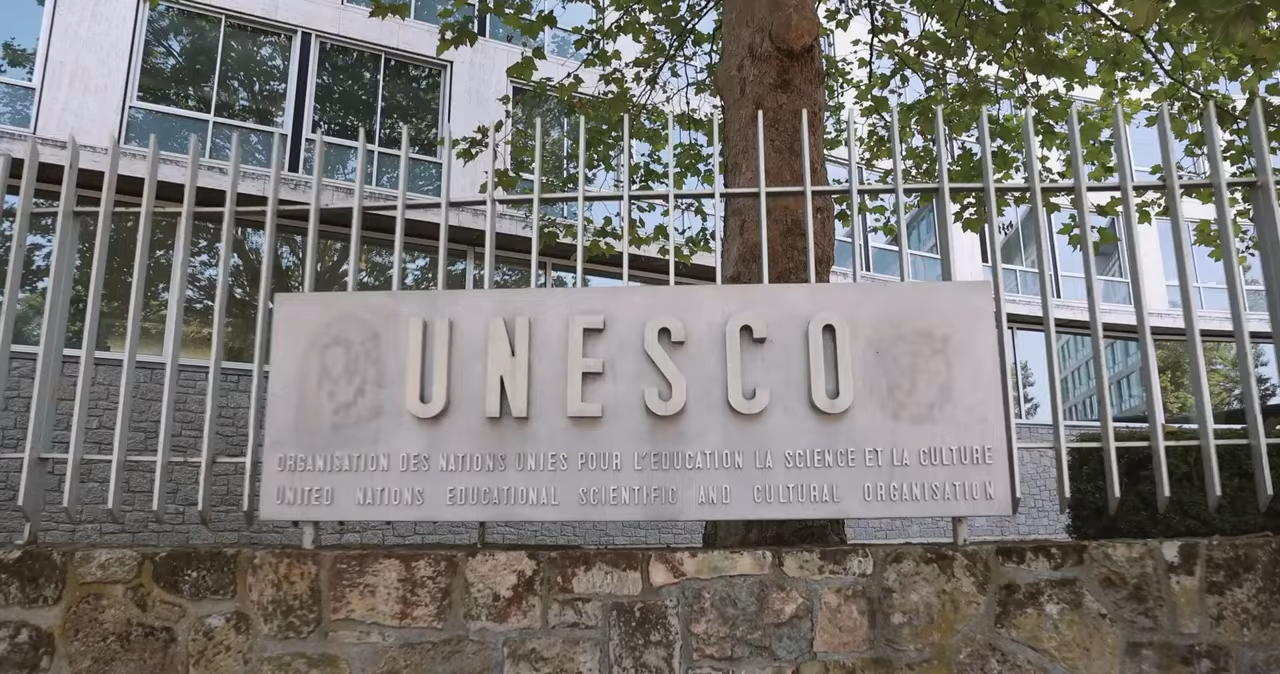 UNESCO
ORGANISATION DES NATIONS UNIES POUR L'EDUCATION LA SCIENCE ET LA CULTURE
UNITED NATIONS EDUCATIONAL SCIENTIFIC AND CULTURAL ORGANISATION